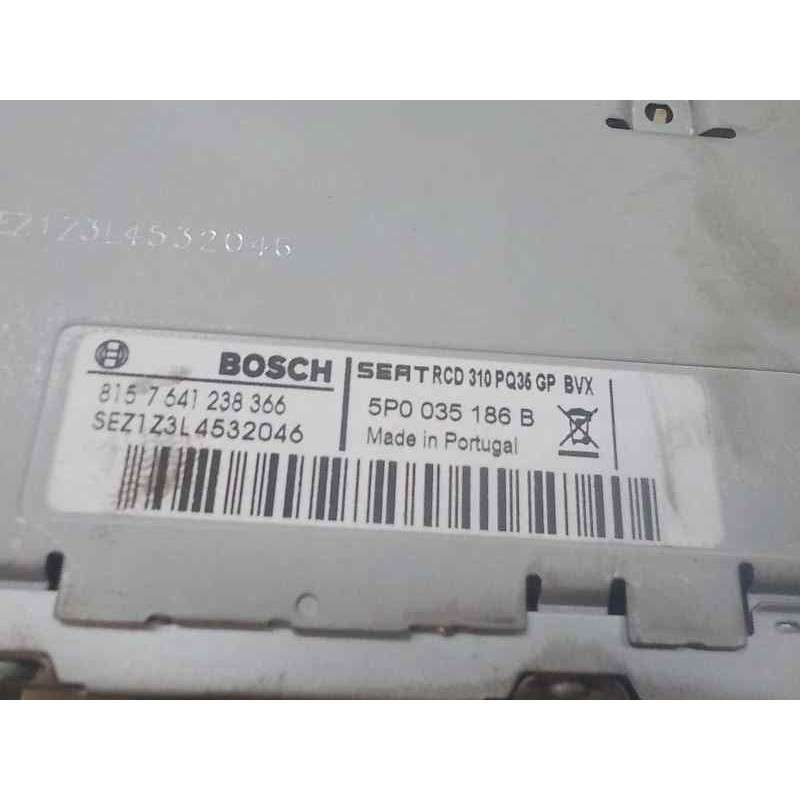 EZ1Z3L4532046
BOSCH
815 7 641 238 366
SEZ1Z3L4532046
SEAT RCD 310 PQ35 GP BVX
5P0 035 186 B
Made in Portugal